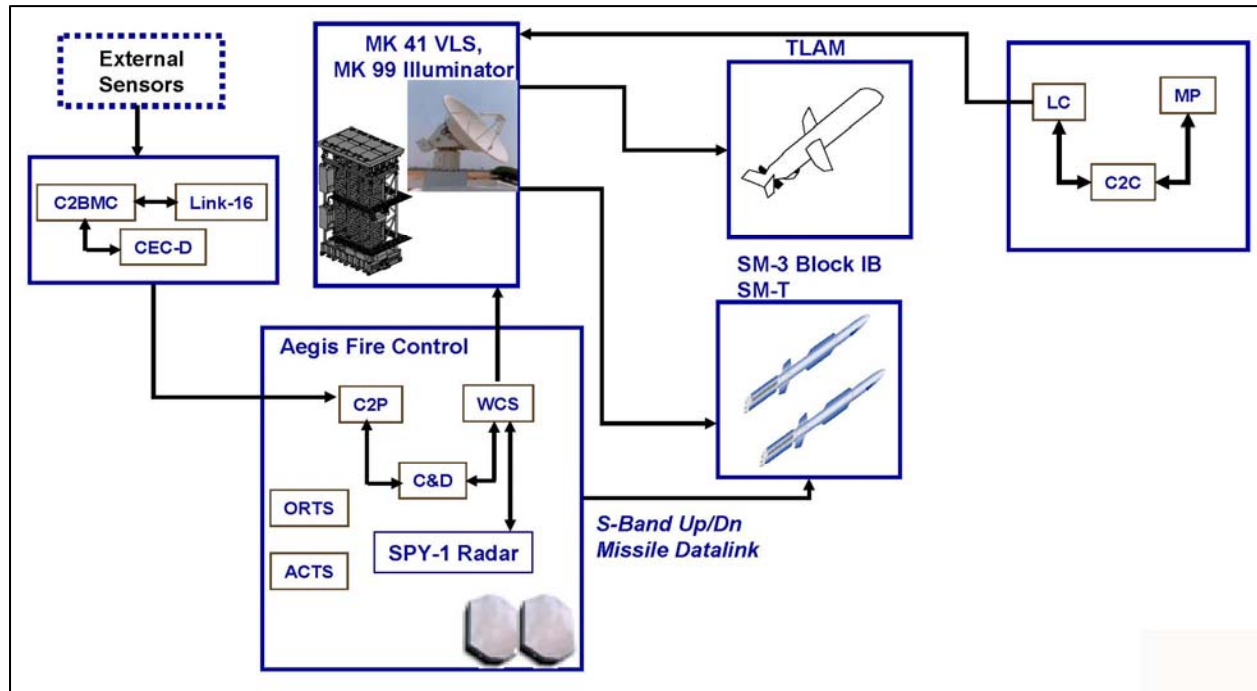 External
Sensors
C2BMC
Link-16
CEC-D
MK 41 VLS,
MK 99 Illuminator
TLAM
LC
MP
C2C
SM-3 Block IB
SM-T
Aegis Fire Control
C2P
WCS
C&D
ORTS
SPY-1 Radar
ACTS
S-Band Up/Dn
Missile Datalink